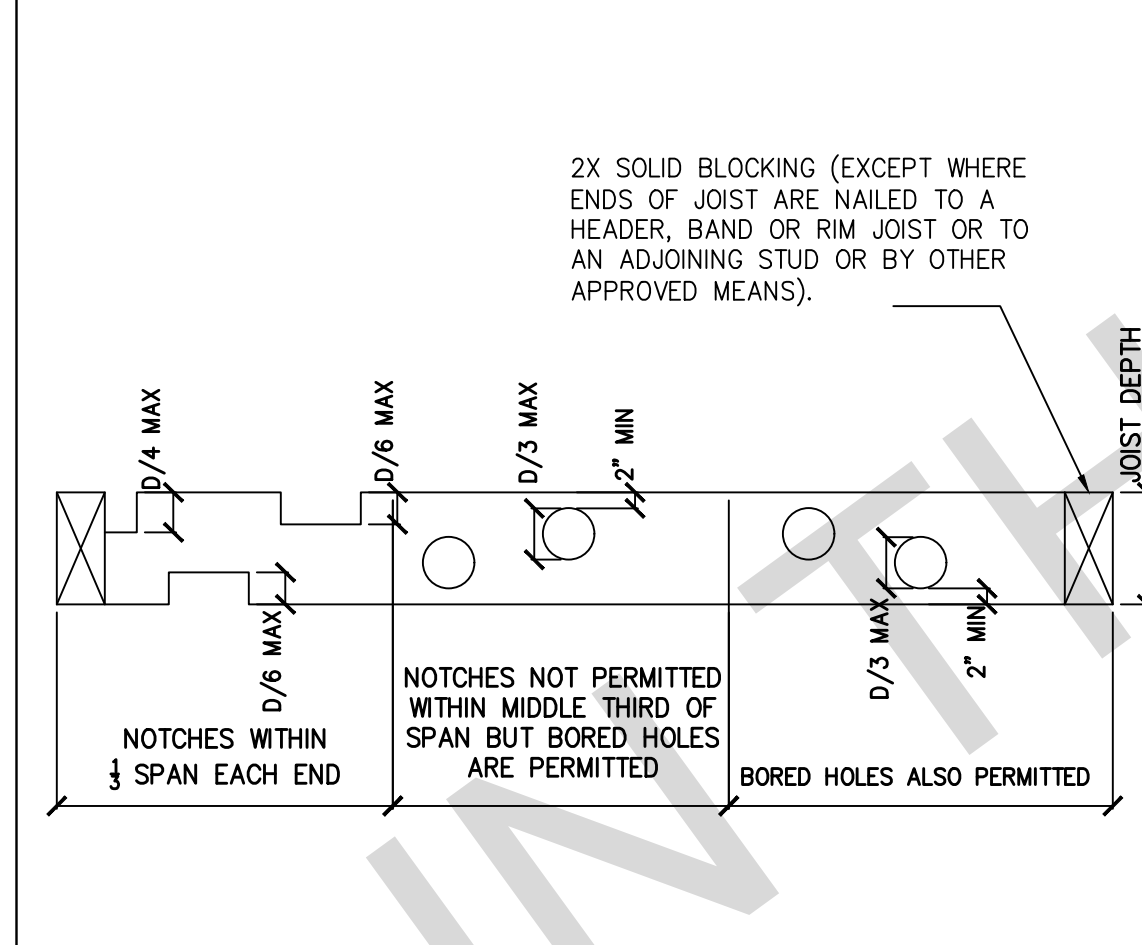 2X SOLID BLOCKING (EXCEPT WHERE
ENDS OF JOIST ARE NAILED TO A
HEADER, BAND OR RIM JOIST OR TO
AN ADJOINING STUD OR BY OTHER
APPROVED MEANS).
JOIST DEPTH
D/4 MAX
D/6 MAX
D/3 MAX
2" MIN
D/6 MAX
D/3 MAX
2" MIN
NOTCHES WITHIN
1/3 SPAN EACH END
NOTCHES NOT PERMITTED
WITHIN MIDDLE THIRD OF
SPAN BUT BORED HOLES
ARE PERMITTED
BORED HOLES ALSO PERMITTED
IN TH